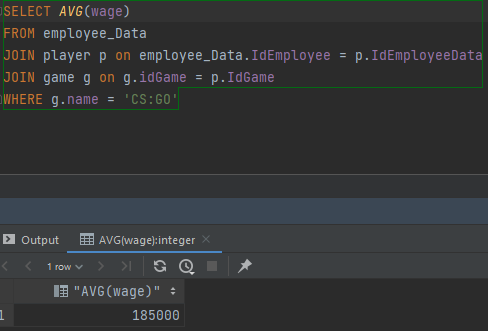 SELECT AVG(wage)
FROM employee_Data
JOIN player p on employee_Data.IdEmployee = p.IdEmployeeData
JOIN game g on g.idGame = p.IdGame
WHERE g.name = 'CS:GO'
Output
AVG(wage):integer
1 row
"AVG(wage)"
1
185000